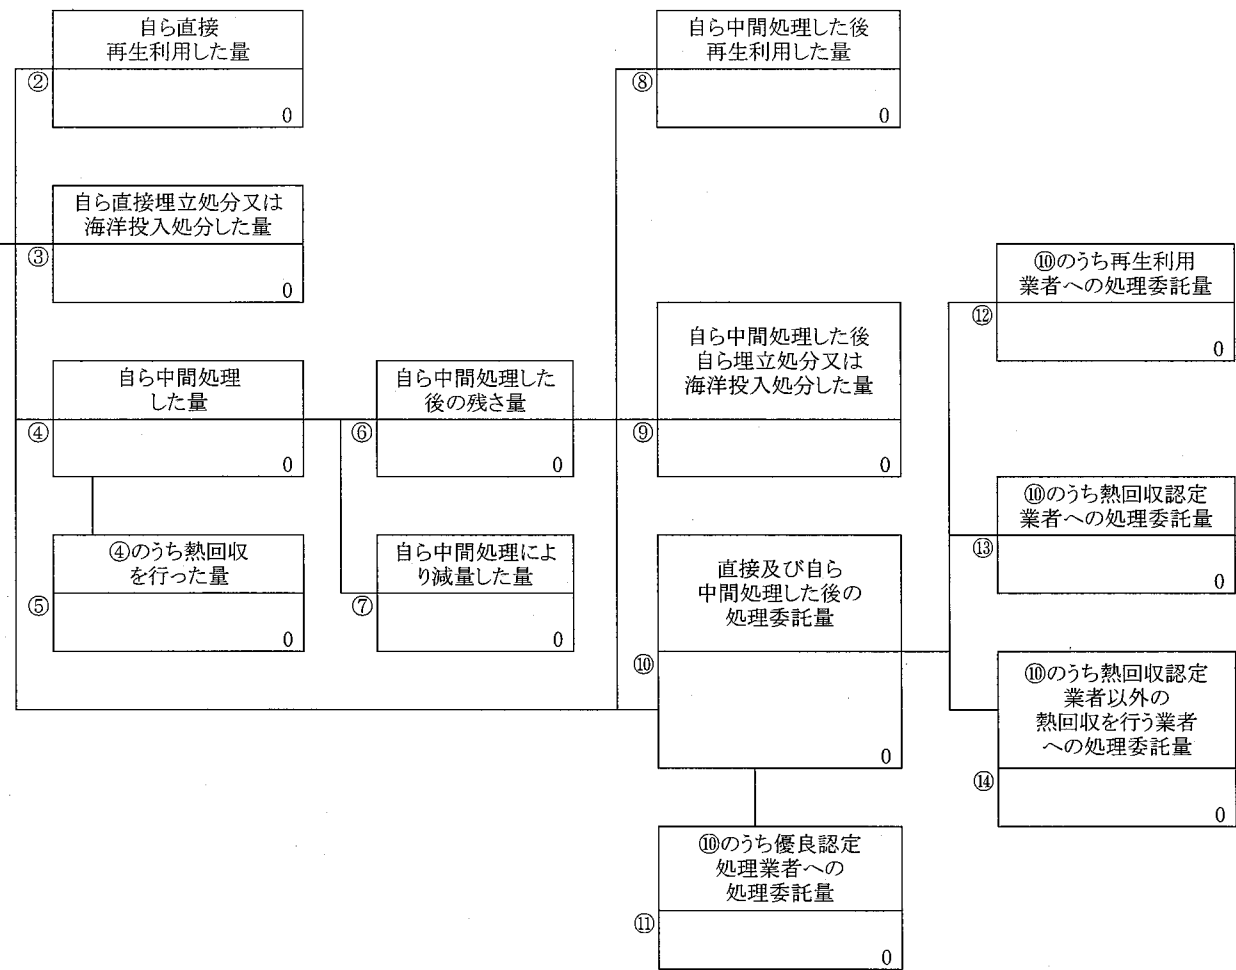 自ら直接
再生利用した量
②
0
自ら直接埋立処分又は
海洋投入処分した量
③
0
自ら中間処理
した量
④
0
④のうち熱回収
を行った量
⑤
0
自ら中間処理した
後の残さ量
⑥
0
自ら中間処理によ
り減量した量
⑦
0
自ら中間処理した後
再生利用した量
⑧
0
自ら中間処理した後
自ら埋立処分又は
海洋投入処分した量
⑨
0
直接及び自ら
中間処理した後の
処理委託量
⑩
0
⑩のうち優良認定
処理業者への
処理委託量
⑪
0
⑩のうち再生利用
業者への処理委託量
⑫
0
⑩のうち熱回収認定
業者への処理委託量
⑬
0
⑩のうち熱回収認定
業者以外の
熱回収を行う業者
への処理委託量
⑭
0